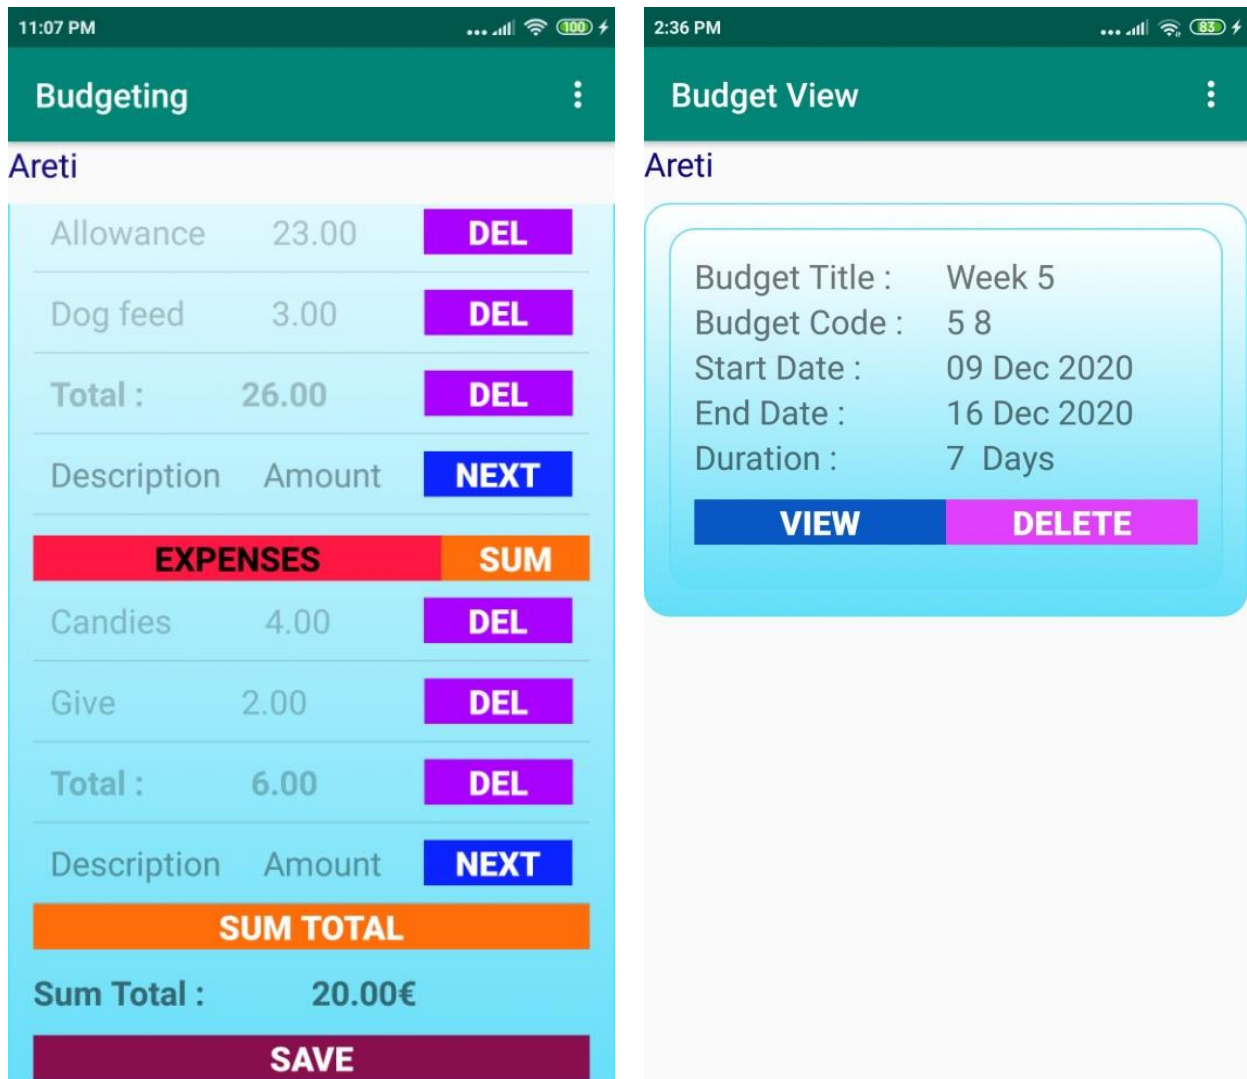 11:07 PM
100
Budgeting
Areti
Allowance 23.00 DEL
Dog feed 3.00 DEL
Total : 26.00 DEL
Description Amount NEXT
EXPENSES SUM
Candies 4.00 DEL
Give 2.00 DEL
Total : 6.00 DEL
Description Amount NEXT
SUM TOTAL
Sum Total : 20.00€
SAVE
2:36 PM
83
Budget View
Areti
Budget Title : Week 5
Budget Code : 5 8
Start Date : 09 Dec 2020
End Date : 16 Dec 2020
Duration : 7 Days
VIEW DELETE